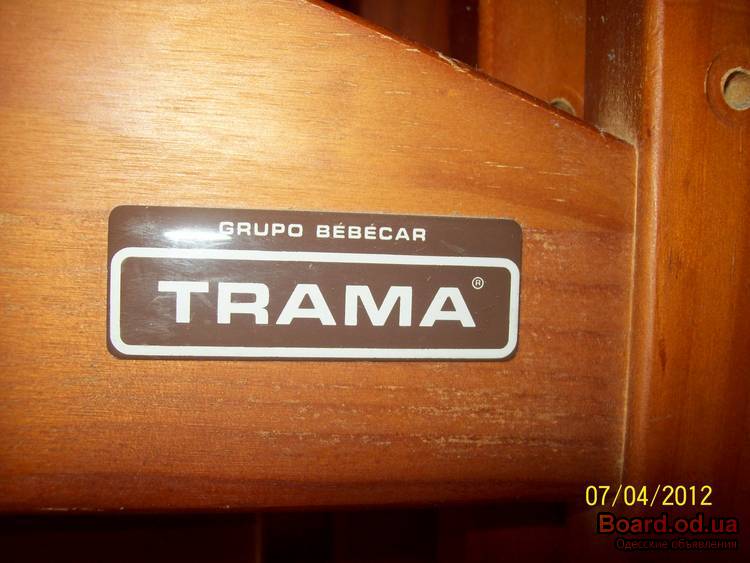 GRUPO BÉBÉCAR
TRAMA®
07/04/2012
Board.od.ua
Одесские объявления